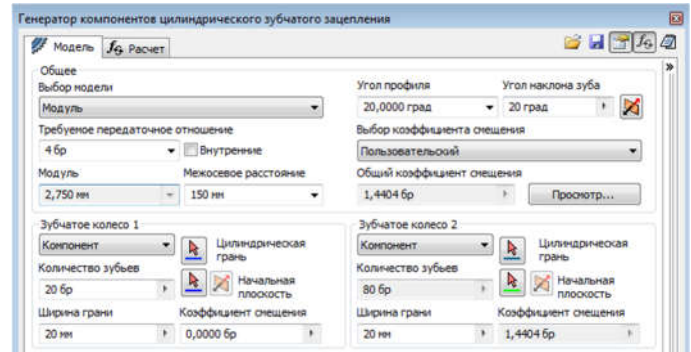 Генератор компонентов цилиндрического зубчатого зацепления
Модель
Расчет
Общее
Выбор модели
Модуль
Угол профиля
Угол наклона зуба
20,0000 град
20 град
Требуемое передаточное отношение
4 бр
Внутренние
Выбор коэффициента смещения
Пользовательский
Модуль
Межосевое расстояние
2,750 мм
150 мм
Общий коэффициент смещения
1,4404 бр
Просмотр...
Зубчатое колесо 1
Компонент
Цилиндрическая
грань
Количество зубьев
20 бр
Начальная
плоскость
Ширина грани
Коэффициент смещения
20 мм
0,0000 бр
Зубчатое колесо 2
Компонент
Цилиндрическая
грань
Количество зубьев
80 бр
Начальная
плоскость
Ширина грани
Коэффициент смещения
20 мм
1,4404 бр